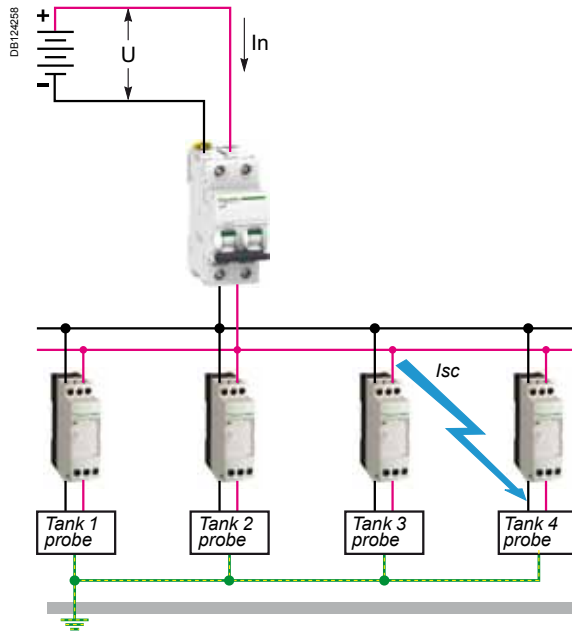 DB124258
+
U
In
-
Isc
Tank 1
probe
Tank 2
probe
Tank 3
probe
Tank 4
probe